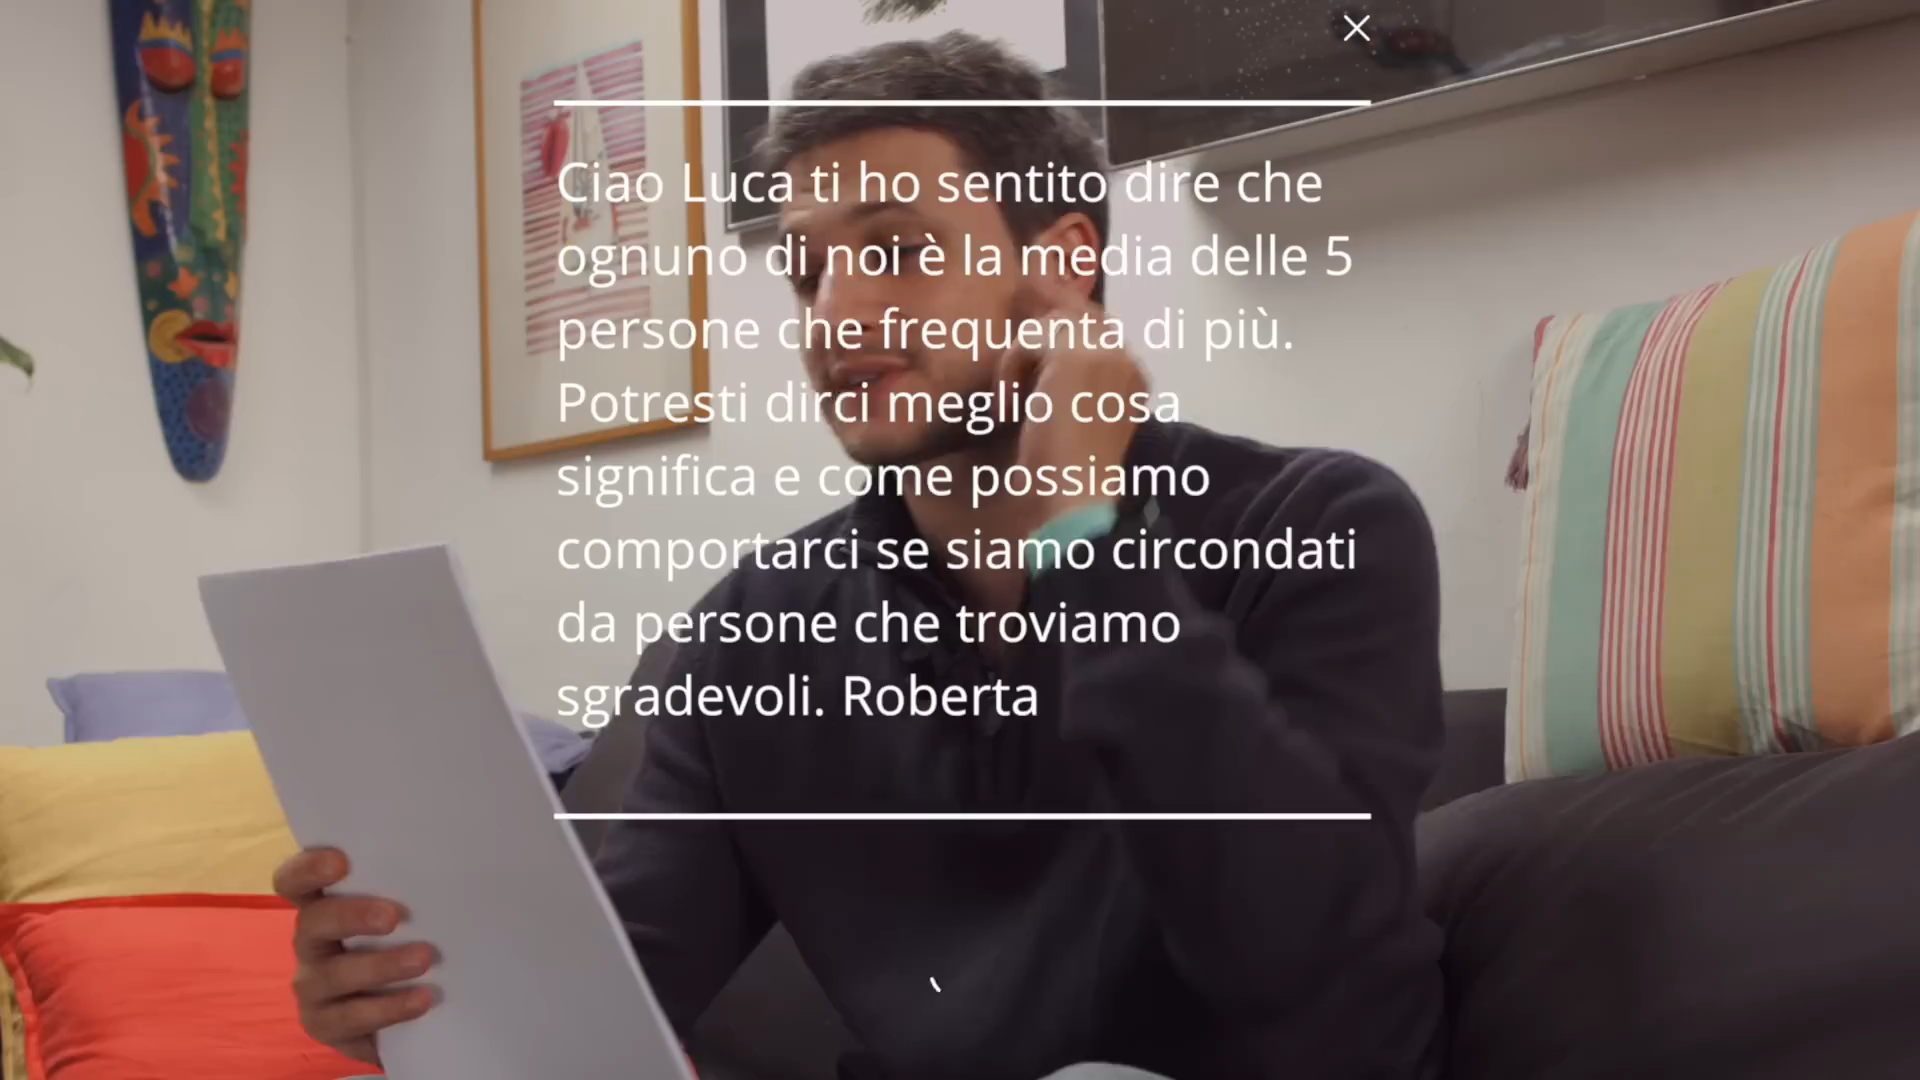 Ciao Luca ti ho sentito dire che
ognuno di noi è la media delle 5
persone che frequenta di più.
Potresti dirci meglio cosa
significa e come possiamo
comportarci se siamo circondati
da persone che troviamo
sgradevoli. Roberta